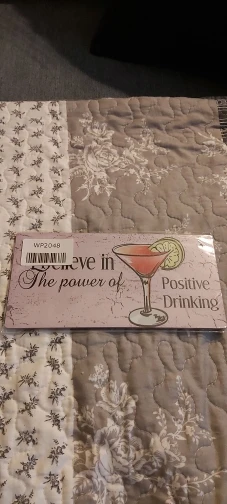 WP2048
Believe in
The power of
Positive
Drinking